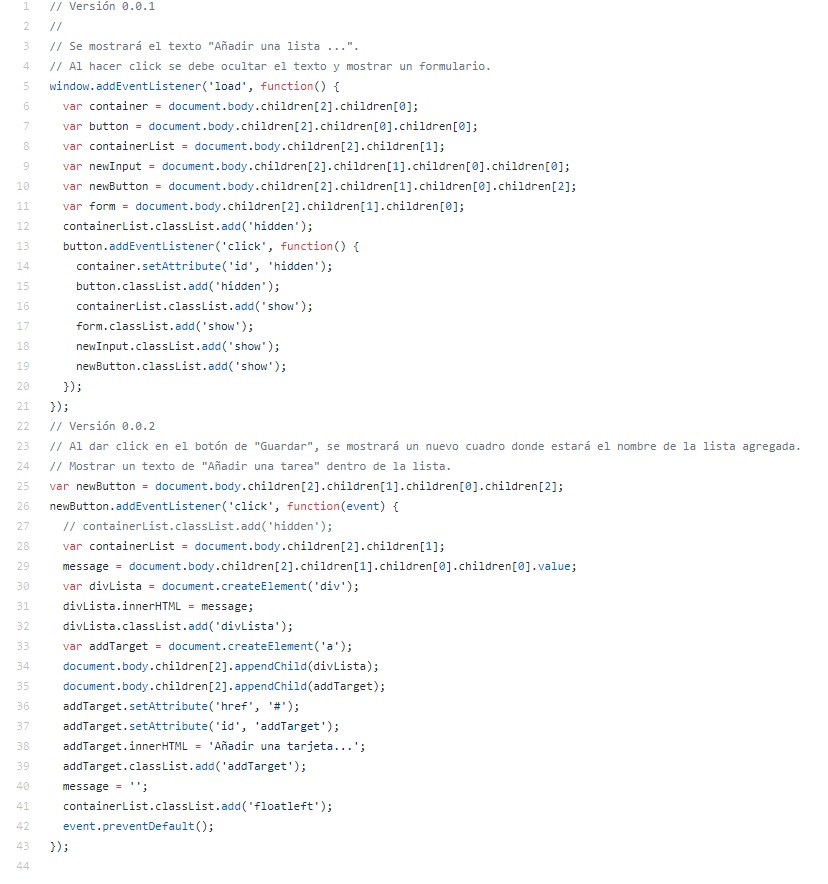 1 // Versión 0.0.1
2 //
3 // Se mostrará el texto "Añadir una lista ...".
4 // Al hacer click se debe ocultar el texto y mostrar un formulario.
5 window.addEventListener('load', function() {
6 var container = document.body.children[2].children[0];
7 var button = document.body.children[2].children[0].children[0];
8 var containerList = document.body.children[2].children[1];
9 var newInput = document.body.children[2].children[1].children[0].children[0];
10 var newButton = document.body.children[2].children[1].children[0].children[2];
11 var form = document.body.children[2].children[1].children[0];
12 containerList.classList.add('hidden');
13 button.addEventListener('click', function() {
14 container.setAttribute('id', 'hidden');
15 button.classList.add('hidden');
16 containerList.classList.add('show');
17 form.classList.add('show');
18 newInput.classList.add('show');
19 newButton.classList.add('show');
20 });
21 });
22 // Versión 0.0.2
23 // Al dar click en el botón de "Guardar", se mostrará un nuevo cuadro donde estará el nombre de la lista agregada.
24 // Mostrar un texto de "Añadir una tarea" dentro de la lista.
25 var newButton = document.body.children[2].children[1].children[0].children[2];
26 newButton.addEventListener('click', function(event) {
27 // containerList.classList.add('hidden');
28 var containerList = document.body.children[2].children[1];
29 message = document.body.children[2].children[1].children[0].children[0].value;
30 var divLista = document.createElement('div');
31 divLista.innerHTML = message;
32 divLista.classList.add('divLista');
33 var addTarget = document.createElement('a');
34 document.body.children[2].appendChild(divLista);
35 document.body.children[2].appendChild(addTarget);
36 addTarget.setAttribute('href', '#');
37 addTarget.setAttribute('id', 'addTarget');
38 addTarget.innerHTML = 'Añadir una tarjeta...';
39 addTarget.classList.add('addTarget');
40 message = '';
41 containerList.classList.add('floatleft');
42 event.preventDefault();
43 });
44